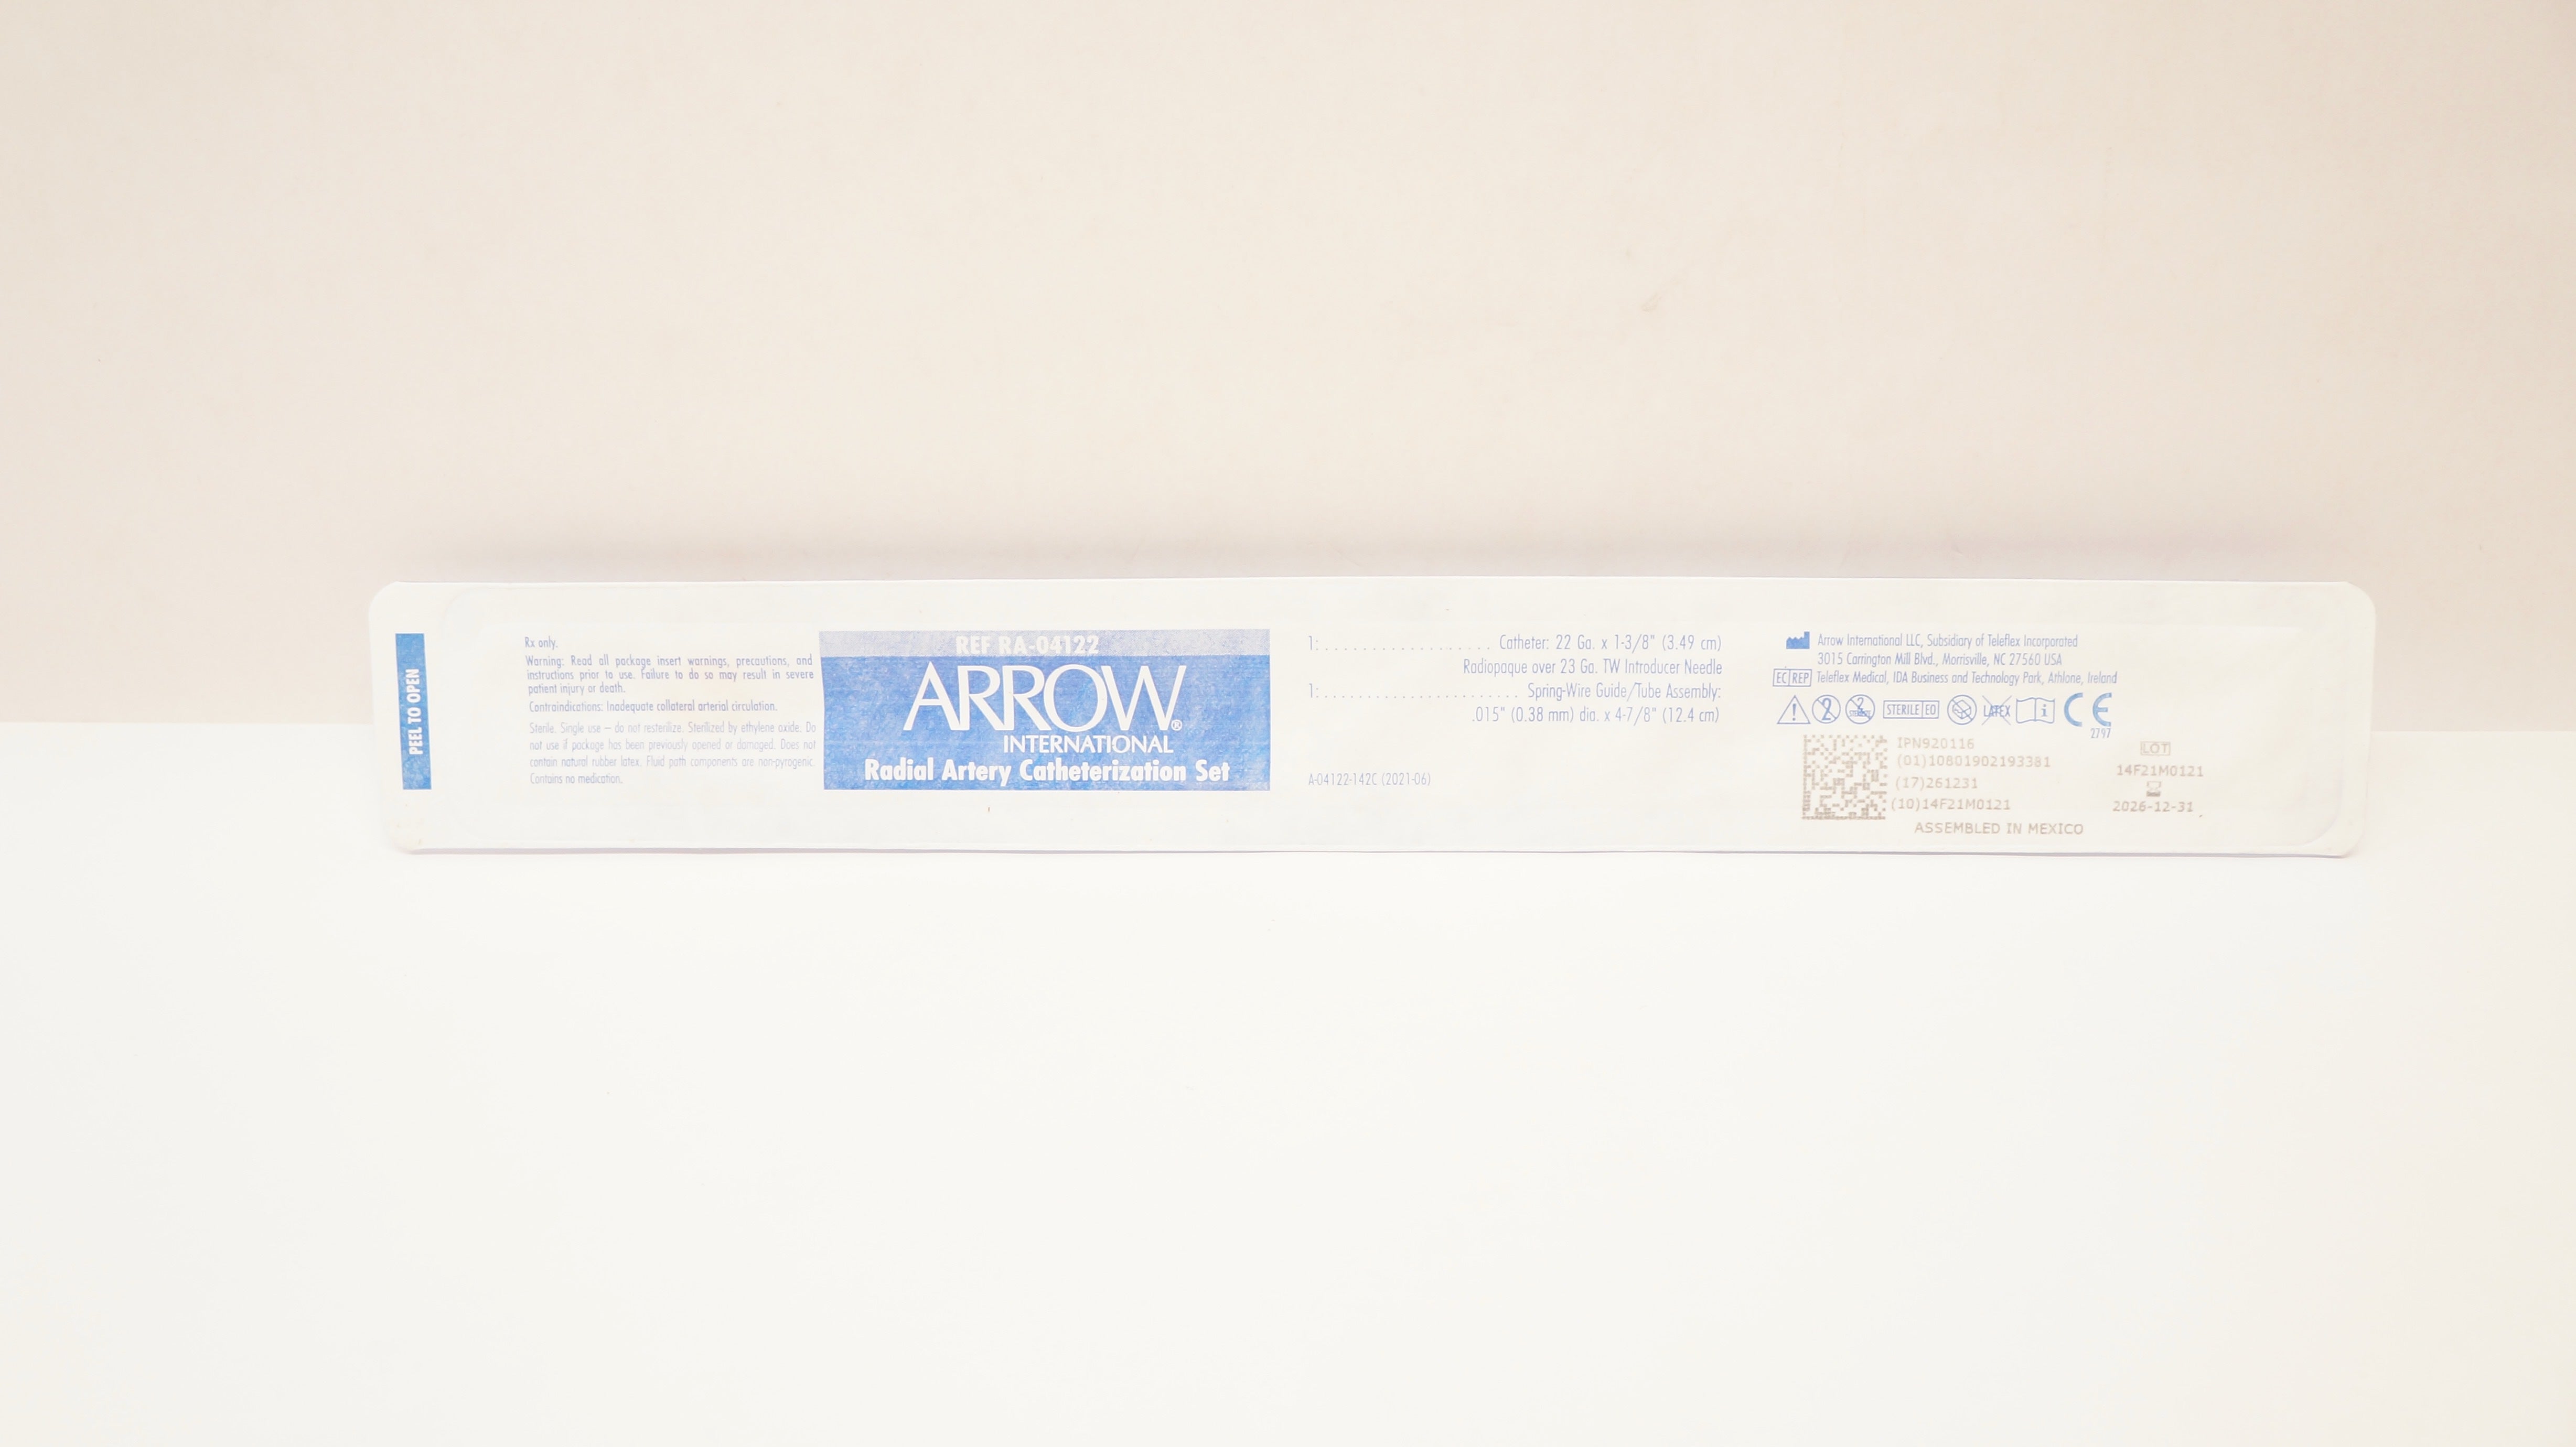 PEEL TO OPEN
Rx only.
Warning: Read all package insert warnings, precautions, and
instructions prior to use. Failure to do so may result in severe
patient injury or death.
Contraindications: Inadequate collateral arterial circulation.
Sterile. Single use – do not resterilize. Sterilized by ethylene oxide. Do
not use if package has been previously opened or damaged. Does not
contain natural rubber latex. Fluid path components are non-pyrogenic.
Contains no medication.
REF RA-04122
ARROW®
INTERNATIONAL
Radial Artery Catheterization Set
1: . . . . . . . . . . . . . . . . . . Catheter: 22 Ga. x 1-3/8" (3.49 cm)
Radiopaque over 23 Ga. TW Introducer Needle
1: . . . . . . . . . . . . . . . . . . . . . Spring-Wire Guide/Tube Assembly:
.015" (0.38 mm) dia. x 4-7/8" (12.4 cm)
A-04122-142C (2021-06)
Arrow International LLC, Subsidiary of Teleflex Incorporated
3015 Carrington Mill Blvd., Morrisville, NC 27560 USA
EC REP Teleflex Medical, IDA Business and Technology Park, Athlone, Ireland
2 2 STERILE EO LATEX i CE
2797
IPN920116
(01)10801902193381
(17)261231
(10)14F21M0121
LOT
14F21M0121
2026-12-31
ASSEMBLED IN MEXICO